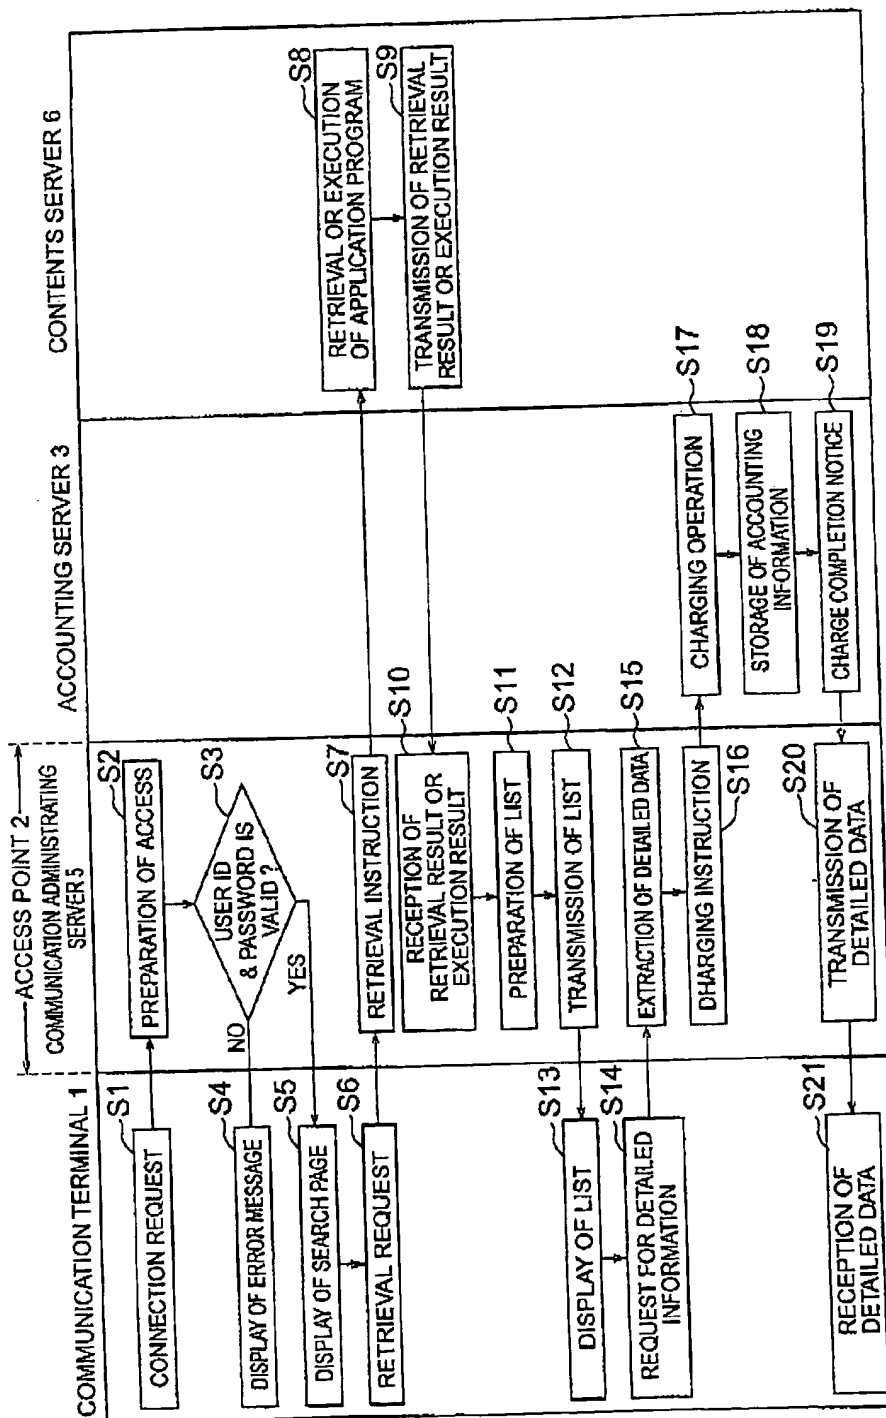 COMMUNICATION TERMINAL 1
ACCESS POINT 2
COMMUNICATION ADMINISTRATING
SERVER 5
ACCOUNTING SERVER 3
CONTENTS SERVER 6
S1
CONNECTION REQUEST
S2
PREPARATION OF ACCESS
S3
USER ID
& PASSWORD IS
VALID ?
NO
YES
S4
DISPLAY OF ERROR MESSAGE
S5
DISPLAY OF SEARCH PAGE
S6
RETRIEVAL REQUEST
S7
RETRIEVAL INSTRUCTION
S8
RETRIEVAL OR EXECUTION
OF APPLICATION PROGRAM
S9
TRANSMISSION OF RETRIEVAL
RESULT OR EXECUTION RESULT
S10
RECEPTION OF
RETRIEVAL RESULT OR
EXECUTION RESULT
S11
PREPARATION OF LIST
S12
TRANSMISSION OF LIST
S13
DISPLAY OF LIST
S14
REQUEST FOR DETAILED
INFORMATION
S15
EXTRACTION OF DETAILED DATA
S16
DHARGING INSTRUCTION
S17
CHARGING OPERATION
S18
STORAGE OF ACCOUNTING
INFORMATION
S19
CHARGE COMPLETION NOTICE
S20
TRANSMISSION OF
DETAILED DATA
S21
RECEPTION OF
DETAILED DATA